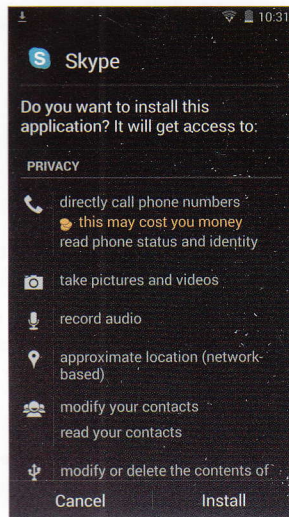 10:31
Skype
Do you want to install this
application? It will get access to:
PRIVACY
directly call phone numbers
this may cost you money
read phone status and identity
take pictures and videos
record audio
approximate location (network-
based)
modify your contacts
read your contacts
modify or delete the contents of
Cancel
Install